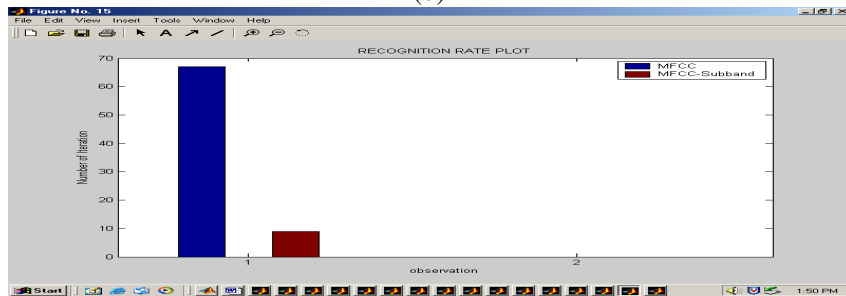 Figure No. 15
File Edit View Insert Tools Window Help
RECOGNITION RATE PLOT
MFCC
MFCC-Subband
70
60
50
40
30
20
10
0
Number of Iteration
1
2
observation
Start
1:50 PM